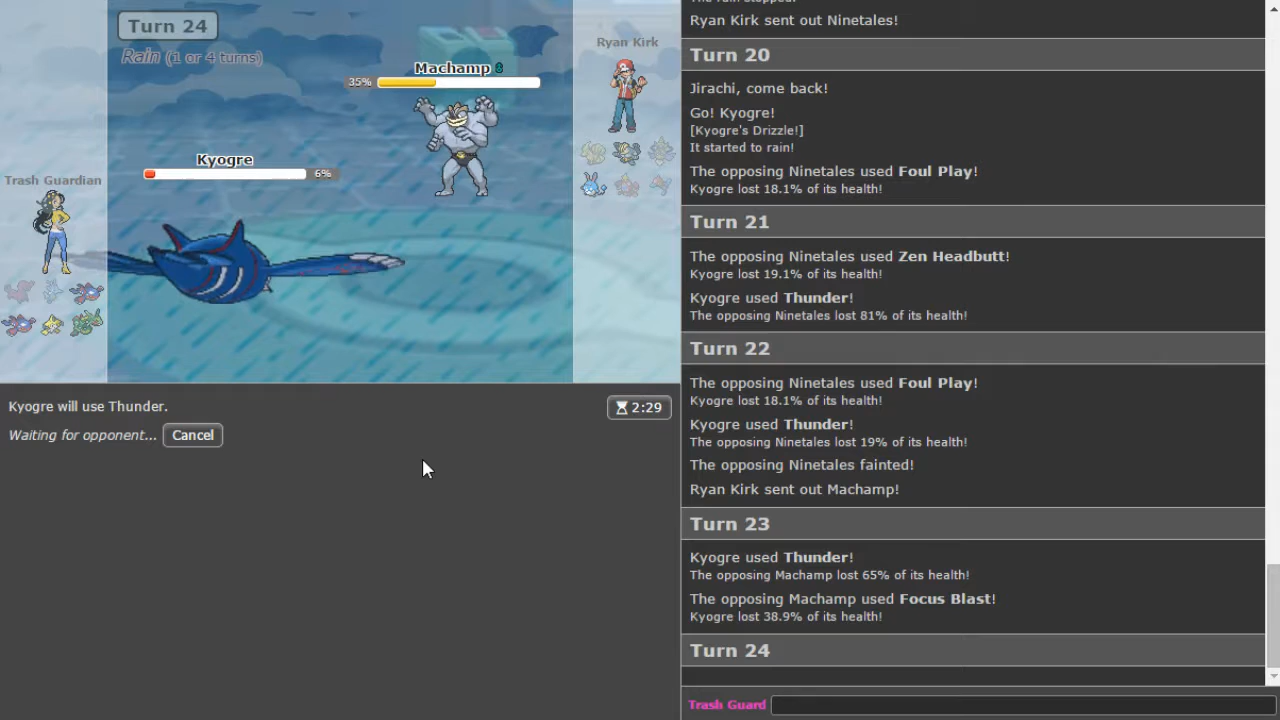 Turn 24
Rain (1 or 4 turns)
Machamp ♂
35%
Kyogre
6%
Trash Guardian
Ryan Kirk
Kyogre will use Thunder.
Waiting for opponent... Cancel
2:29
Ryan Kirk sent out Ninetales!
Turn 20
Jirachi, come back!
Go! Kyogre!
[Kyogre's Drizzle!]
It started to rain!
The opposing Ninetales used Foul Play!
Kyogre lost 18.1% of its health!
Turn 21
The opposing Ninetales used Zen Headbutt!
Kyogre lost 19.1% of its health!
Kyogre used Thunder!
The opposing Ninetales lost 81% of its health!
Turn 22
The opposing Ninetales used Foul Play!
Kyogre lost 18.1% of its health!
Kyogre used Thunder!
The opposing Ninetales lost 19% of its health!
The opposing Ninetales fainted!
Ryan Kirk sent out Machamp!
Turn 23
Kyogre used Thunder!
The opposing Machamp lost 65% of its health!
The opposing Machamp used Focus Blast!
Kyogre lost 38.9% of its health!
Turn 24
Trash Guard